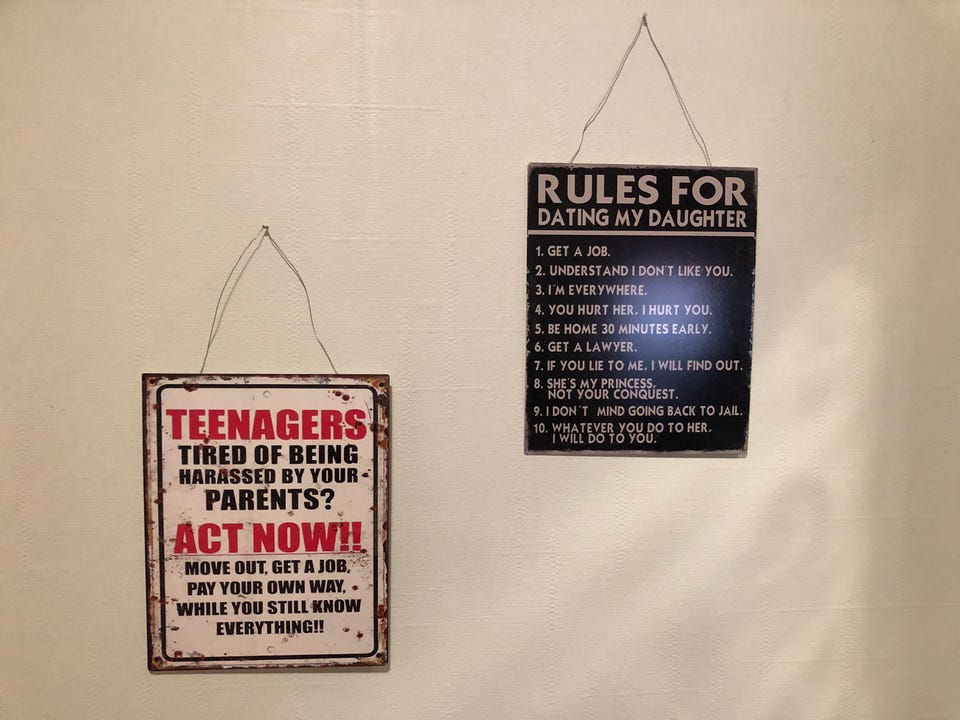 TEENAGERS
TIRED OF BEING
HARASSED BY YOUR
PARENTS?
ACT NOW!!
MOVE OUT, GET A JOB,
PAY YOUR OWN WAY,
WHILE YOU STILL KNOW
EVERYTHING!!
RULES FOR
DATING MY DAUGHTER
1. GET A JOB.
2. UNDERSTAND I DON'T LIKE YOU.
3. I'M EVERYWHERE.
4. YOU HURT HER, I HURT YOU.
5. BE HOME 30 MINUTES EARLY.
6. GET A LAWYER.
7. IF YOU LIE TO ME, I WILL FIND OUT.
8. SHE'S MY PRINCESS,
NOT YOUR CONQUEST.
9. I DON'T MIND GOING BACK TO JAIL.
10. WHATEVER YOU DO TO HER,
I WILL DO TO YOU.